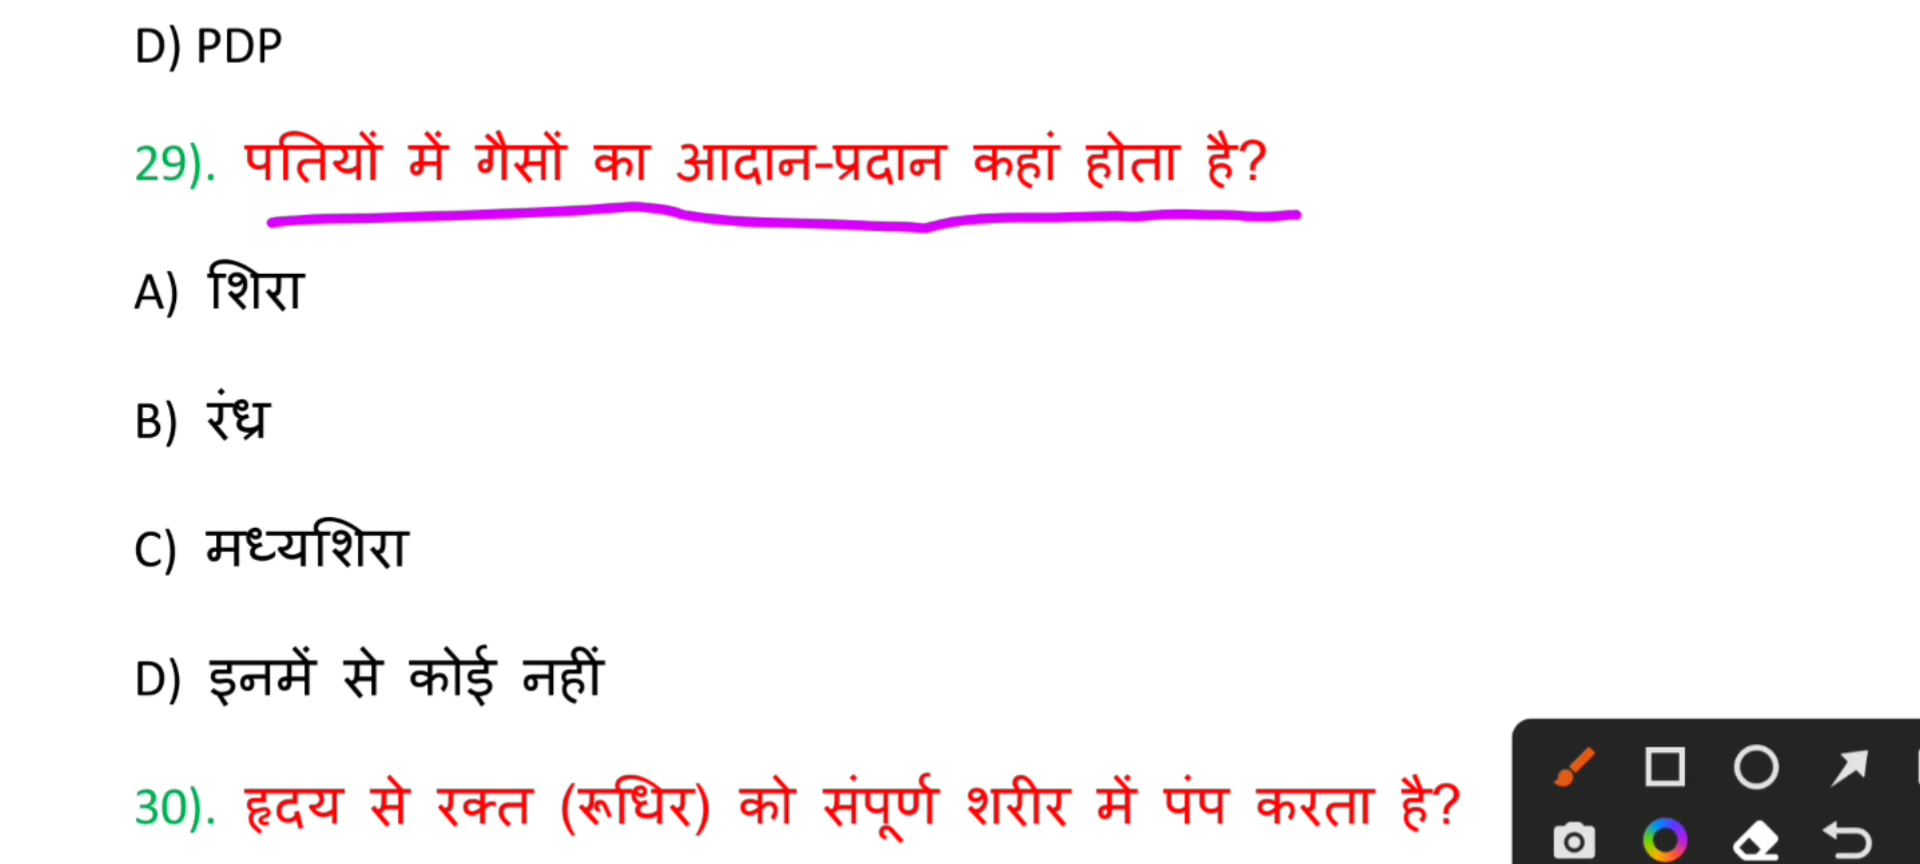 D) PDP
29). पतियों में गैसों का आदान-प्रदान कहां होता है?
A) शिरा
B) रंध्र
C) मध्यशिरा
D) इनमें से कोई नहीं
30). हृदय से रक्त (रूधिर) को संपूर्ण शरीर में पंप करता है?